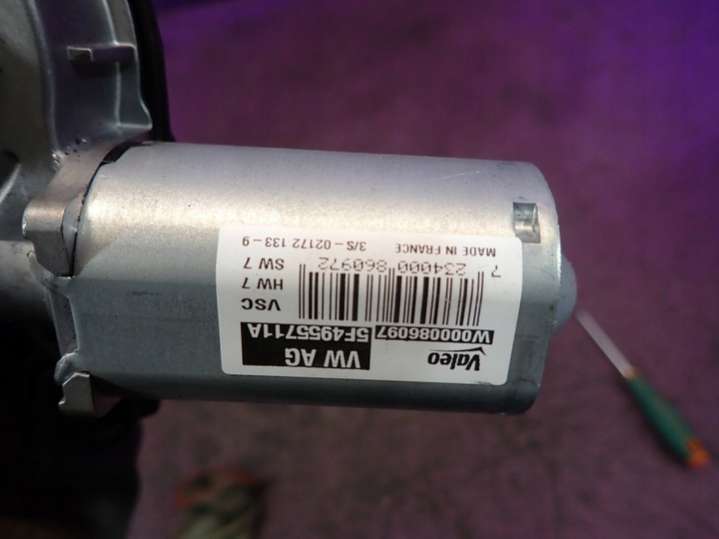 Valeo
VW AG
W000086097
5F4955711A
VSC
HW 7
SW 7
7 234000 860972
MADE IN FRANCE
3/S - 02172 133 - 9